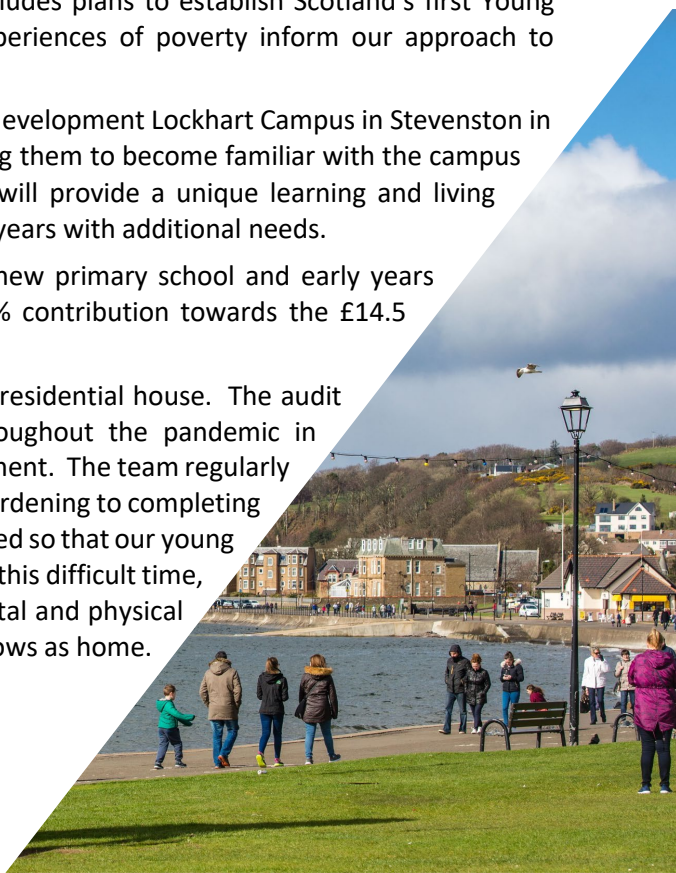 ludes plans to establish Scotland's first Young
periences of poverty inform our approach to
evelopment Lockhart Campus in Stevenston in
g them to become familiar with the campus
will provide a unique learning and living
years with additional needs.
new primary school and early years
% contribution towards the £14.5
residential house. The audit
oughout the pandemic in
ment. The team regularly
rdening to completing
ed so that our young
this difficult time,
tal and physical
ows as home.